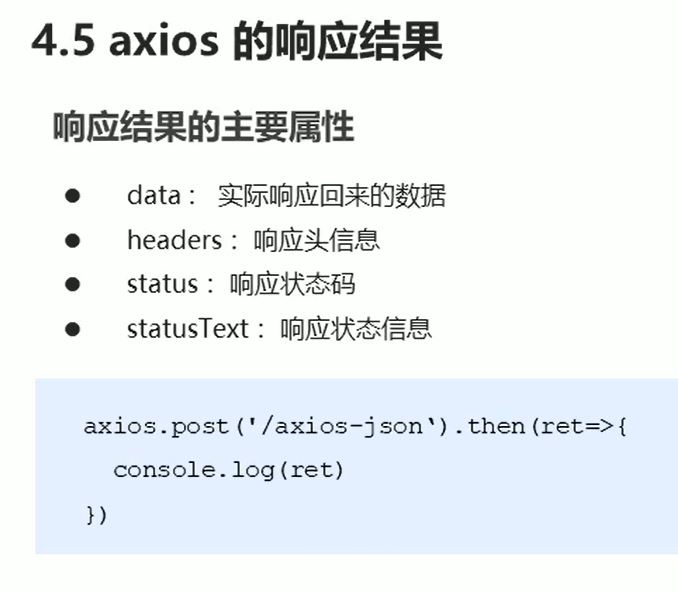 4.5 axios 的响应结果
响应结果的主要属性
● data： 实际响应回来的数据
● headers：响应头信息
● status：响应状态码
● statusText：响应状态信息
axios.post('/axios-json‘).then(ret=>{
  console.log(ret)
})